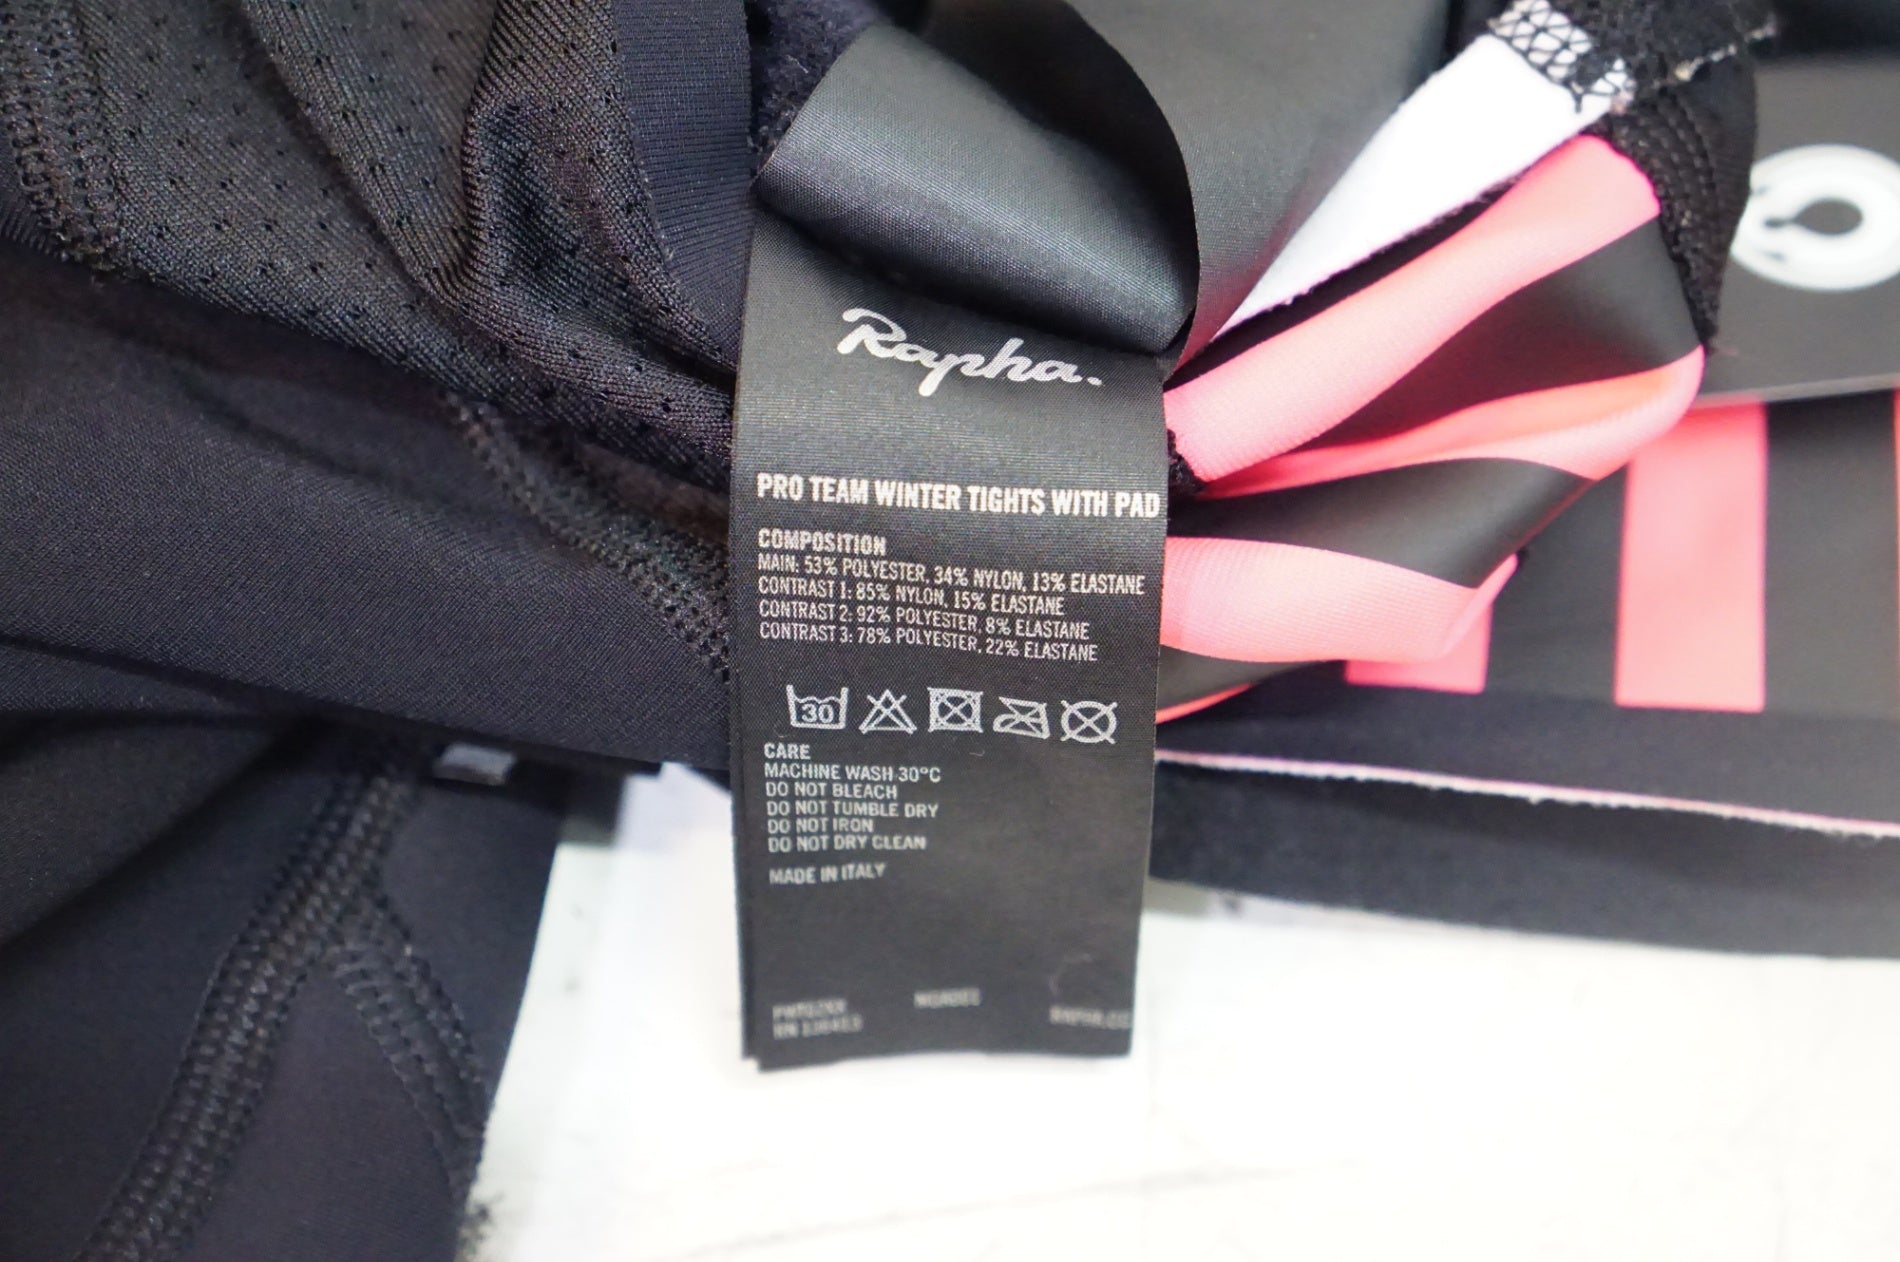 Rapha.
PRO TEAM WINTER TIGHTS WITH PAD
COMPOSITION
MAIN: 53% POLYESTER, 34% NYLON, 13% ELASTANE
CONTRAST 1: 85% NYLON, 15% ELASTANE
CONTRAST 2: 92% POLYESTER, 8% ELASTANE
CONTRAST 3: 78% POLYESTER, 22% ELASTANE
30
CARE
MACHINE WASH 30°C
DO NOT BLEACH
DO NOT TUMBLE DRY
DO NOT IRON
DO NOT DRY CLEAN
MADE IN ITALY